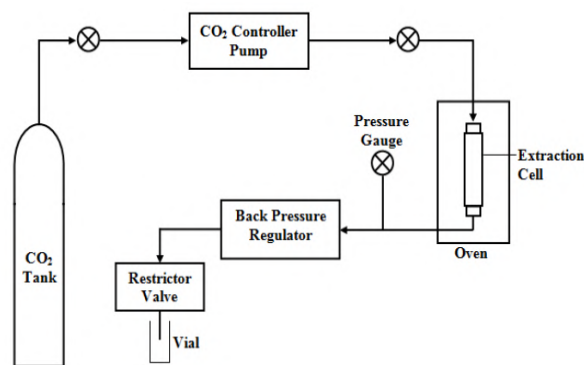 CO₂ Controller
Pump
Pressure
Gauge
Extraction
Cell
Back Pressure
Regulator
Oven
CO₂
Tank
Restrictor
Valve
Vial